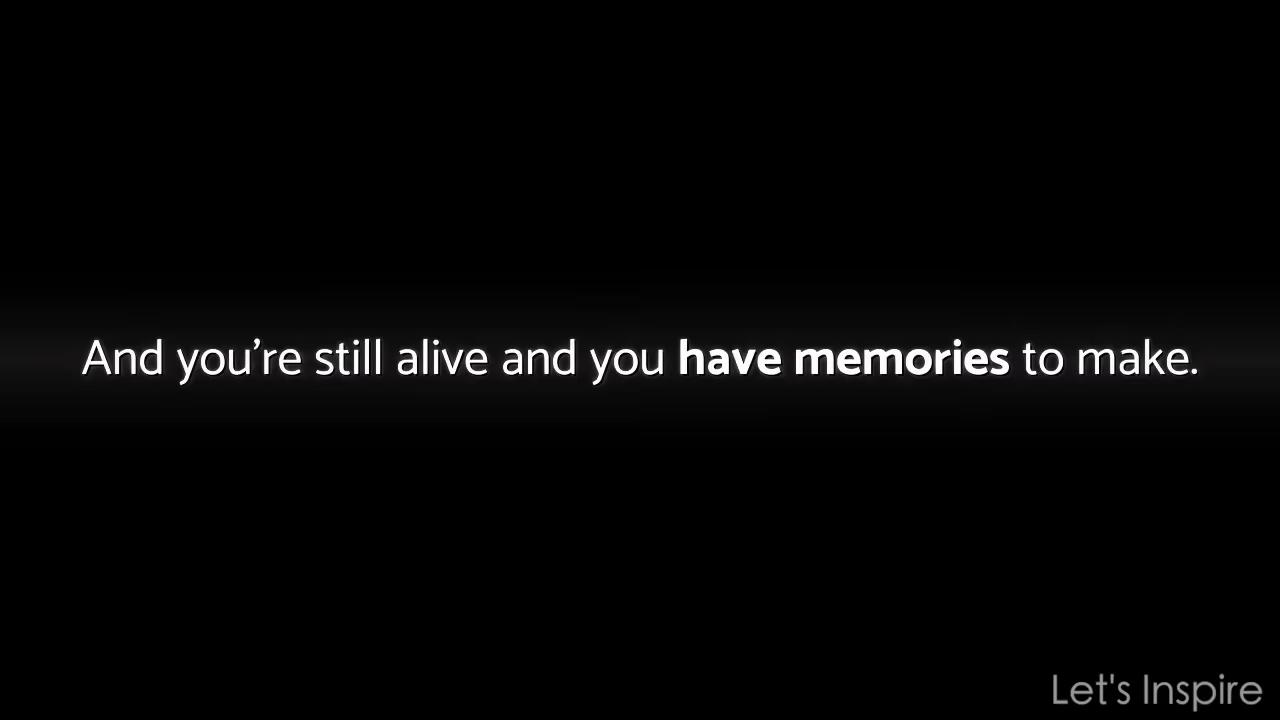 And you’re still alive and you have memories to make.
Let's Inspire